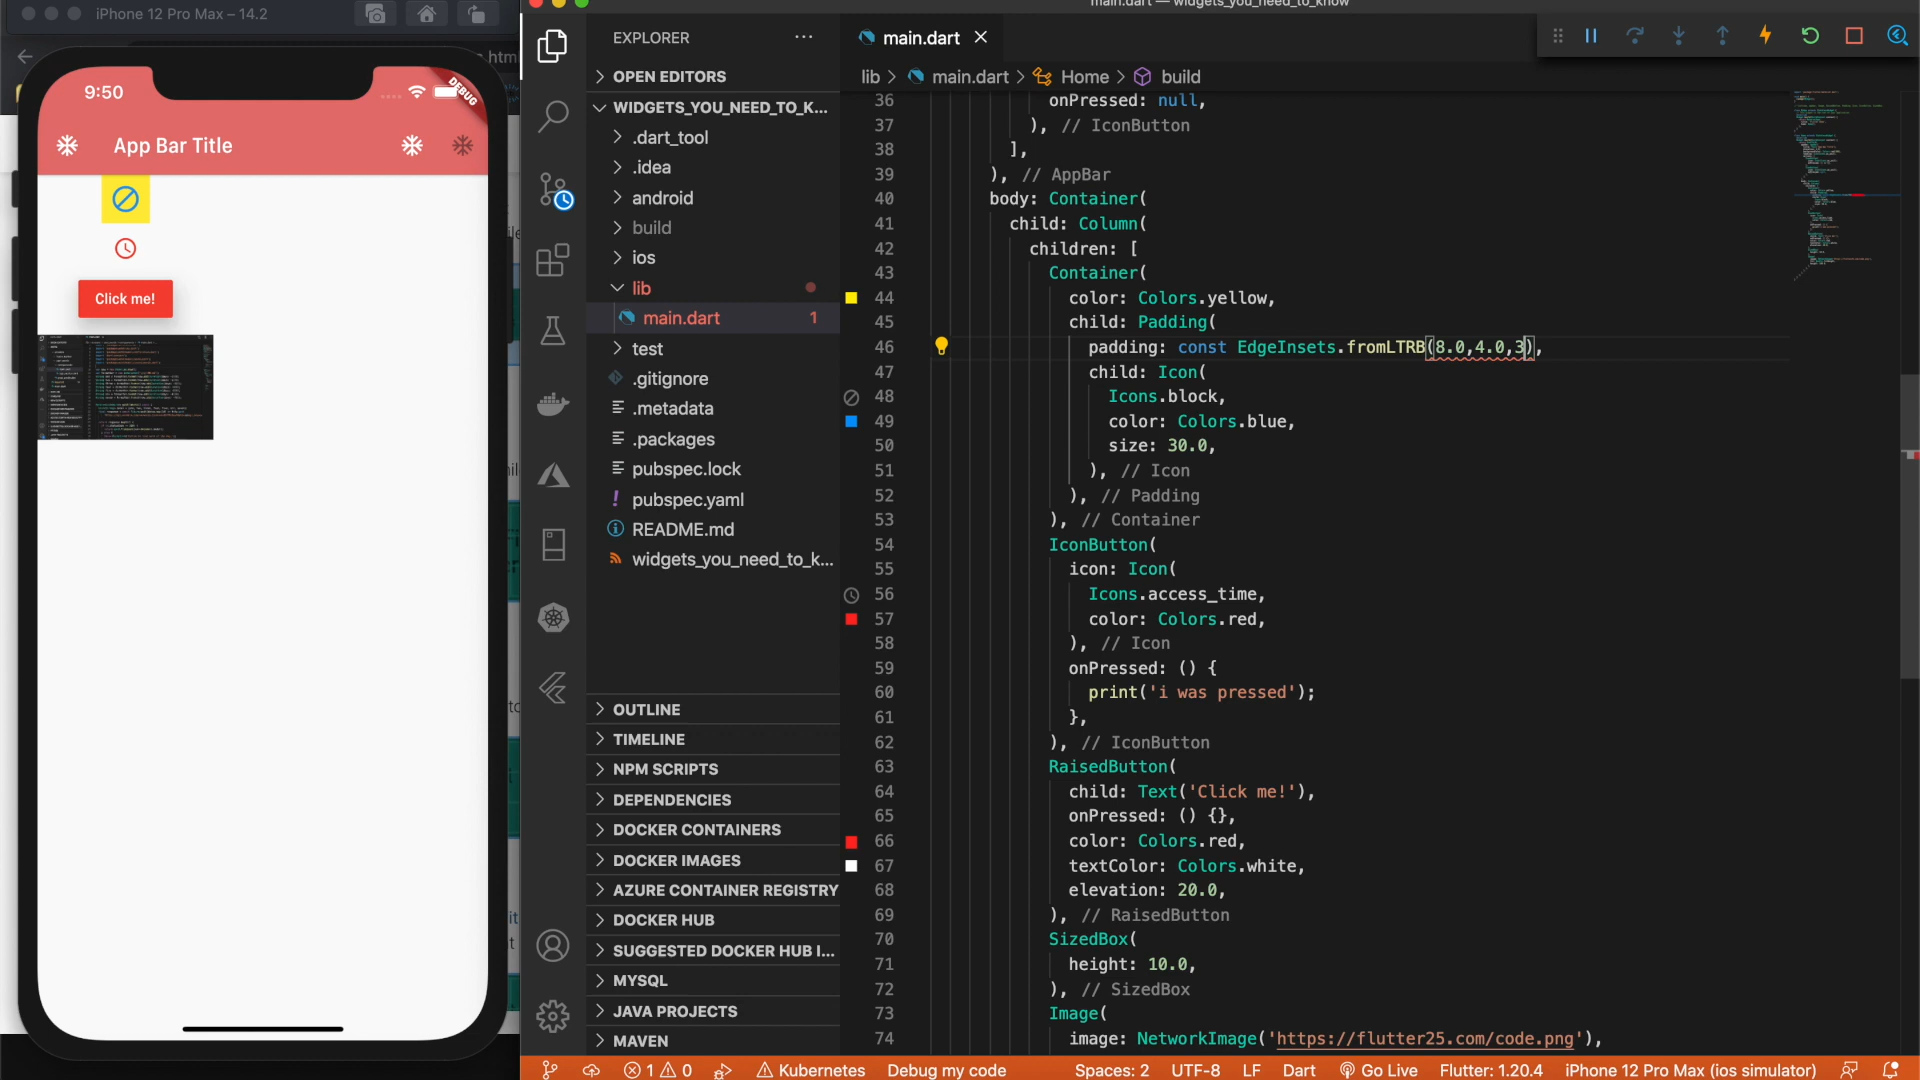 iPhone 12 Pro Max – 14.2
9:50
DEBUG
App Bar Title
Click me!
main.dart — widgets_you_need_to_know
EXPLORER
OPEN EDITORS
WIDGETS_YOU_NEED_TO_K...
.dart_tool
.idea
android
build
ios
lib
main.dart 1
test
.gitignore
.metadata
.packages
pubspec.lock
pubspec.yaml
README.md
widgets_you_need_to_k...
OUTLINE
TIMELINE
NPM SCRIPTS
DEPENDENCIES
DOCKER CONTAINERS
DOCKER IMAGES
AZURE CONTAINER REGISTRY
DOCKER HUB
SUGGESTED DOCKER HUB I...
MYSQL
JAVA PROJECTS
MAVEN
main.dart
lib > main.dart > Home > build
36 onPressed: null,
37 ), // IconButton
38 ],
39 ), // AppBar
40 body: Container(
41 child: Column(
42 children: [
43 Container(
44 color: Colors.yellow,
45 child: Padding(
46 padding: const EdgeInsets.fromLTRB(8.0,4.0,3),
47 child: Icon(
48 Icons.block,
49 color: Colors.blue,
50 size: 30.0,
51 ), // Icon
52 ), // Padding
53 ), // Container
54 IconButton(
55 icon: Icon(
56 Icons.access_time,
57 color: Colors.red,
58 ), // Icon
59 onPressed: () {
60 print('i was pressed');
61 },
62 ), // IconButton
63 RaisedButton(
64 child: Text('Click me!'),
65 onPressed: () {},
66 color: Colors.red,
67 textColor: Colors.white,
68 elevation: 20.0,
69 ), // RaisedButton
70 SizedBox(
71 height: 10.0,
72 ), // SizedBox
73 Image(
74 image: NetworkImage('https://flutter25.com/code.png'),
1 0 Kubernetes Debug my code Spaces: 2 UTF-8 LF Dart Go Live Flutter: 1.20.4 iPhone 12 Pro Max (ios simulator)